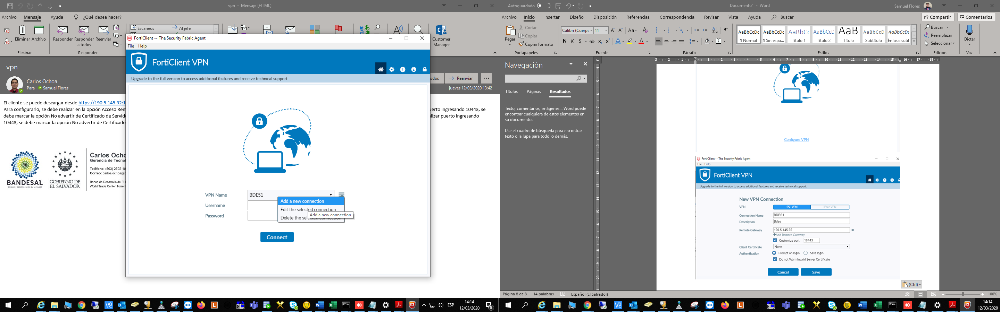 vpn - Mensaje (HTML)
Archivo Mensaje Ayuda ¿Qué desea hacer?
Escaneos Al jefe
Eliminar Archivo Responder Responder a todos Reenviar
Customer Manager
Eliminar Responder
FortiClient -- The Security Fabric Agent
File Help
FortiClient VPN
Upgrade to the full version to access additional features and receive technical support.
VPN Name BDES1
Username
Password
Add a new connection
Edit the selected connection
Delete the selected connection
Add a new connection
Connect
vpn
Carlos Ochoa
Para Samuel Flores
odos Reenviar
jueves 12/03/2020 13:42
El cliente se puede descargar desde https://190.5.145.92:1
Para configurarlo, se debe realizar en la opción Acceso Rem
uerto ingresando 10443, se
debe marcar la opción No advertir de Certificado de Servid
lizar puerto ingresando
10443, se debe marcar la opción No advertir de Certificado
BANDESAL
BANCO DE DESARROLLO DE EL SALVADOR
GOBIERNO DE EL SALVADOR
Carlos Ocho
Gerencia de Tecnol
Teléfono: (503) 2592-10
Correo: carlos.ochoa@b
Banco de Desarrollo de El S
World Trade Center Torre I
ESP
14:14
12/03/2020
8
Autoguardado
Documento1 - Word
Samuel Flores
Archivo Inicio Insertar Diseño Disposición Referencias Correspondencia Revisar Vista Ayuda Buscar
Compartir Comentarios
Pegar
Cortar
Copiar
Copiar formato
Portapapeles
Calibri (Cuerpo 11
Fuente
Párrafo
AaBbCcDc ¶ Normal
AaBbCcDc ¶ Sin espa...
AaBbCc Título 1
AaBbCcD Título 2
AaB Título
AaBbCcD Subtítulo
AaBbCcDc Énfasis sutil
Estilos
Buscar
Reemplazar
Seleccionar
Edición
Dictar
Voz
Navegación
Títulos Páginas Resultados
Texto, comentarios, imágenes... Word puede
encontrar cualquiera de estos elementos en
su documento.
Use el cuadro de búsqueda para encontrar
texto o la lupa para todo lo demás.
Configure VPN
FortiClient -- The Security Fabric Agent
File Help
FortiClient VPN
Upgrade to the full version to access additional features and receive technical support.
New VPN Connection
VPN SSL-VPN IPsec VPN
Connection Name BDES1
Description Bdes
Remote Gateway 190.5.145.92
+Add Remote Gateway
Customize port 10443
Client Certificate None
Authentication Prompt on login Save login
Do not Warn Invalid Server Certificate
Cancel Save
(Ctrl)
Página 8 de 8 14 palabras Español (El Salvador)
100%
14:14
12/03/2020